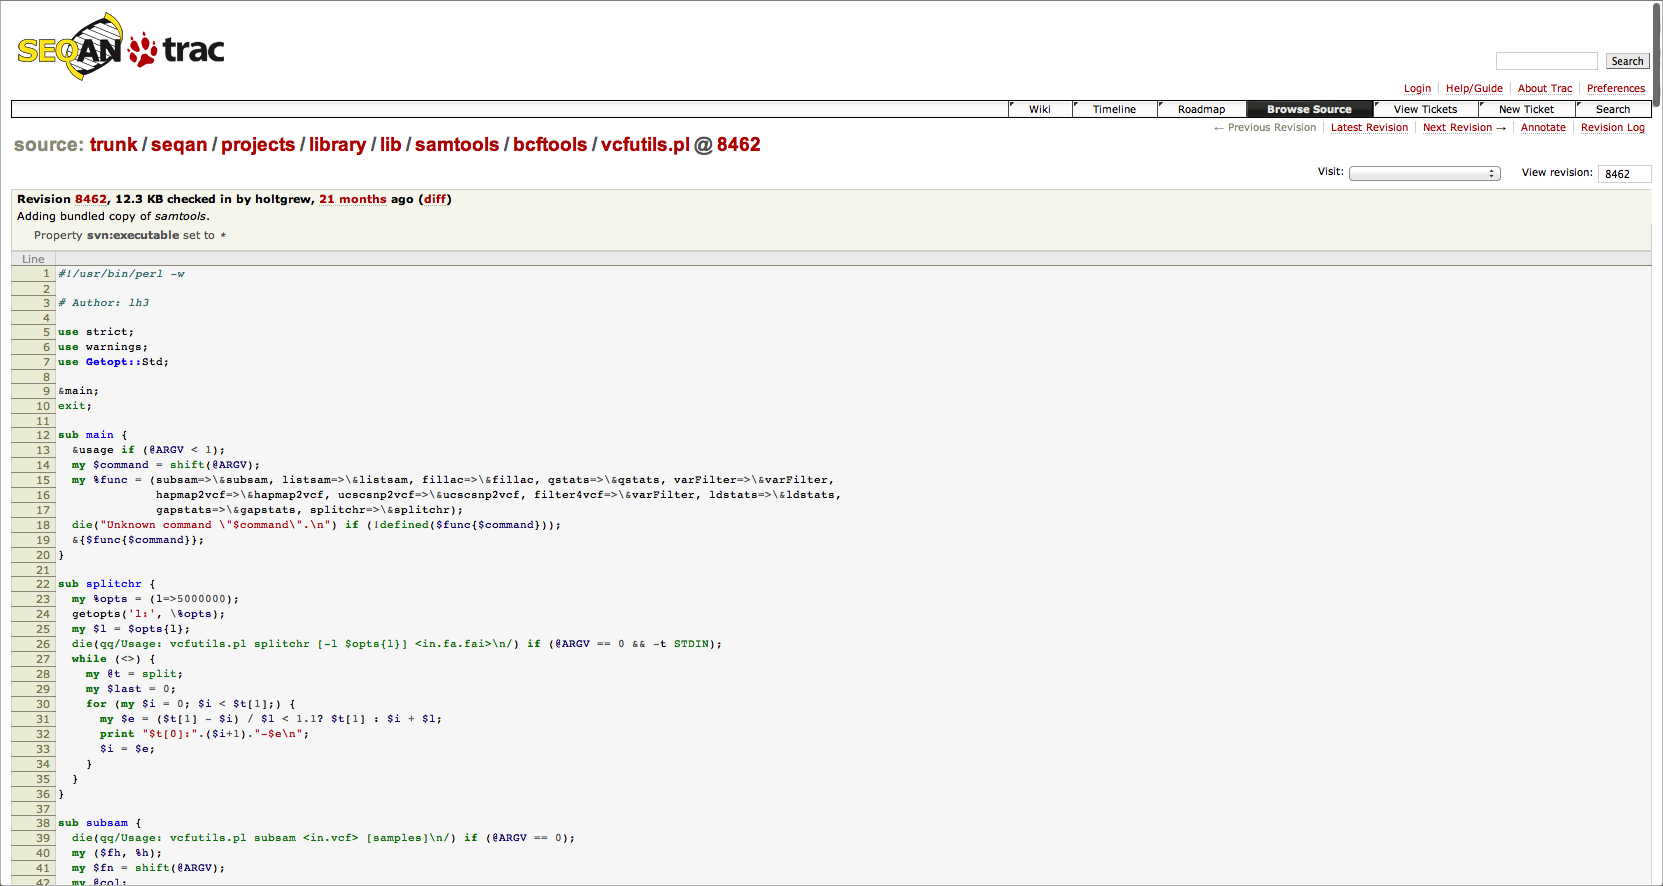 SEQAN trac
Search
Login Help/Guide About Trac Preferences
Wiki Timeline Roadmap Browse Source View Tickets New Ticket Search
← Previous Revision Latest Revision Next Revision → Annotate Revision Log
source: trunk / seqan / projects / library / lib / samtools / bcftools / vcfutils.pl @ 8462
Visit: View revision: 8462
Revision 8462, 12.3 KB checked in by holtgrew, 21 months ago (diff)
Adding bundled copy of samtools.
Property svn:executable set to *
Line
1 #!/usr/bin/perl -w
2
3 # Author: lh3
4
5 use strict;
6 use warnings;
7 use Getopt::Std;
8
9 &main;
10 exit;
11
12 sub main {
13   &usage if (@ARGV < 1);
14   my $command = shift(@ARGV);
15   my %func = (subsam=>\&subsam, listsam=>\&listsam, fillac=>\&fillac, qstats=>\&qstats, varFilter=>\&varFilter,
16               hapmap2vcf=>\&hapmap2vcf, ucscsnp2vcf=>\&ucscsnp2vcf, filter4vcf=>\&varFilter, ldstats=>\&ldstats,
17               gapstats=>\&gapstats, splitchr=>\&splitchr);
18   die("Unknown command \"$command\".\n") if (!defined($func{$command}));
19   &{$func{$command}};
20 }
21
22 sub splitchr {
23   my %opts = (l=>5000000);
24   getopts('l:', \%opts);
25   my $l = $opts{l};
26   die(qq/Usage: vcfutils.pl splitchr [-l $opts{l}] <in.fa.fai>\n/) if (@ARGV == 0 && -t STDIN);
27   while (<>) {
28     my @t = split;
29     my $last = 0;
30     for (my $i = 0; $i < $t[1];) {
31       my $e = ($t[1] - $i) / $l < 1.1? $t[1] : $i + $l;
32       print "$t[0]:".($i+1)."-$e\n";
33       $i = $e;
34     }
35   }
36 }
37
38 sub subsam {
39   die(qq/Usage: vcfutils.pl subsam <in.vcf> [samples]\n/) if (@ARGV == 0);
40   my ($fh, %h);
41   my $fn = shift(@ARGV);
42   my @col;